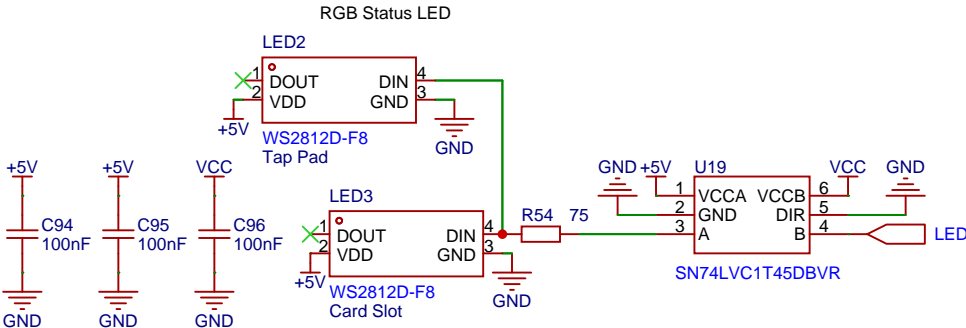 RGB Status LED
LED2
1 DOUT DIN 4
2 VDD GND 3
+5V
GND
WS2812D-F8
Tap Pad
+5V +5V VCC
C94 C95 C96
100nF 100nF 100nF
GND GND GND
LED3
1 DOUT DIN 4
2 VDD GND 3
+5V
GND
WS2812D-F8
Card Slot
R54 75
GND +5V U19 VCC GND
1 VCCA VCCB 6
2 GND DIR 5
3 A B 4
LED
SN74LVC1T45DBVR